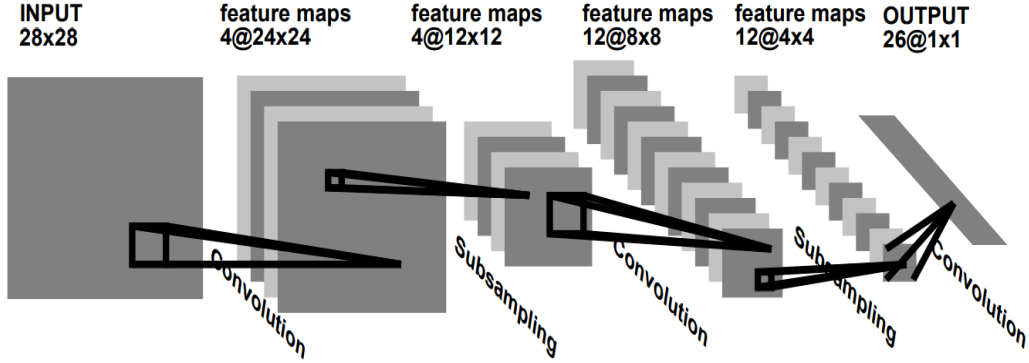 INPUT
28x28
feature maps
4@24x24
feature maps
4@12x12
feature maps
12@8x8
feature maps
12@4x4
OUTPUT
26@1x1
Convolution
Subsampling
Convolution
Subsampling
Convolution